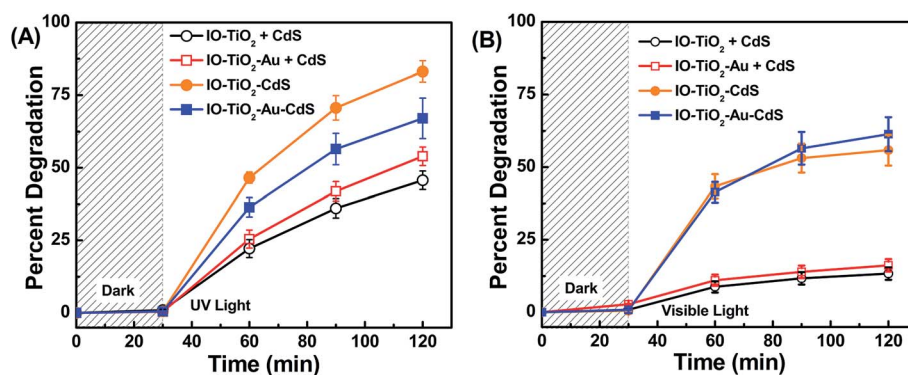 (A)
Percent Degradation
100
75
50
25
0
IO-TiO₂ + CdS
IO-TiO₂-Au + CdS
IO-TiO₂-CdS
IO-TiO₂-Au-CdS
Dark
UV Light
0 20 40 60 80 100 120
Time (min)
(B)
Percent Degradation
100
75
50
25
0
IO-TiO₂ + CdS
IO-TiO₂-Au + CdS
IO-TiO₂-CdS
IO-TiO₂-Au-CdS
Dark
Visible Light
0 20 40 60 80 100 120
Time (min)